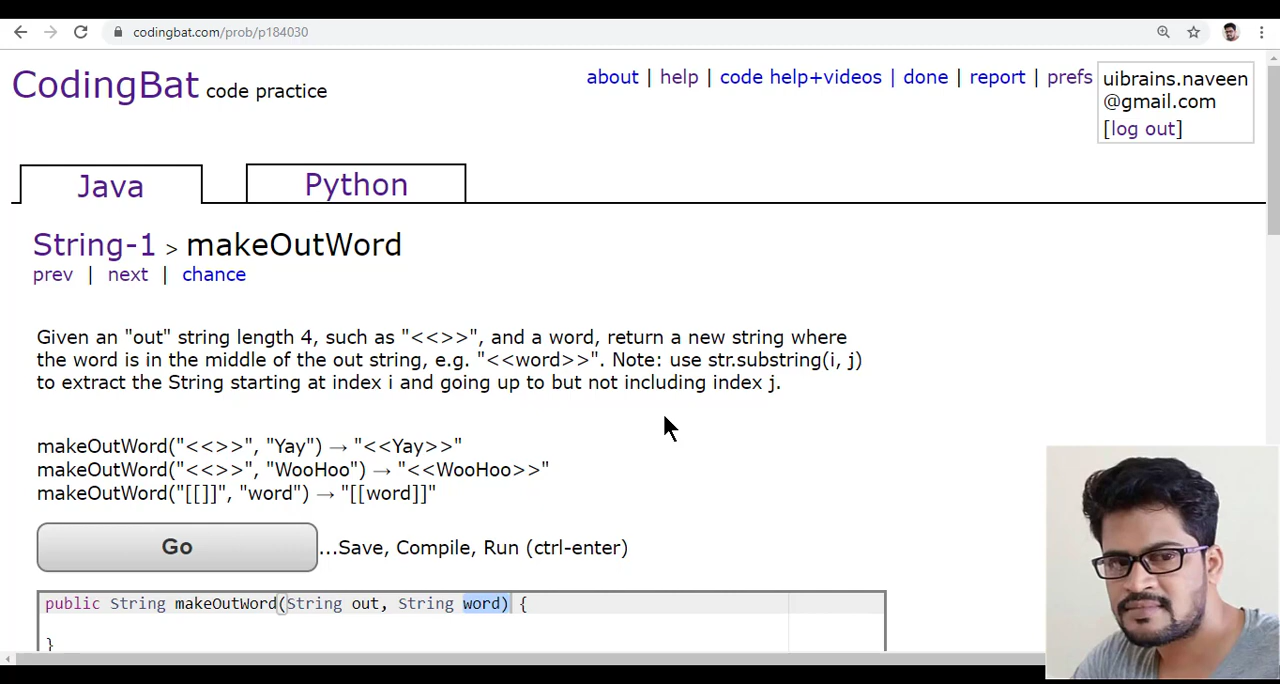 codingbat.com/prob/p184030
CodingBat code practice
about | help | code help+videos | done | report | prefs
uibrains.naveen
@gmail.com
[log out]
Java
Python
String-1 > makeOutWord
prev | next | chance
Given an "out" string length 4, such as "<<>>", and a word, return a new string where
the word is in the middle of the out string, e.g. "<<word>>". Note: use str.substring(i, j)
to extract the String starting at index i and going up to but not including index j.
makeOutWord("<<>>", "Yay") → "<<Yay>>"
makeOutWord("<<>>", "WooHoo") → "<<WooHoo>>"
makeOutWord("[[]]", "word") → "[[word]]"
Go
...Save, Compile, Run (ctrl-enter)
public String makeOutWord(String out, String word) {
}